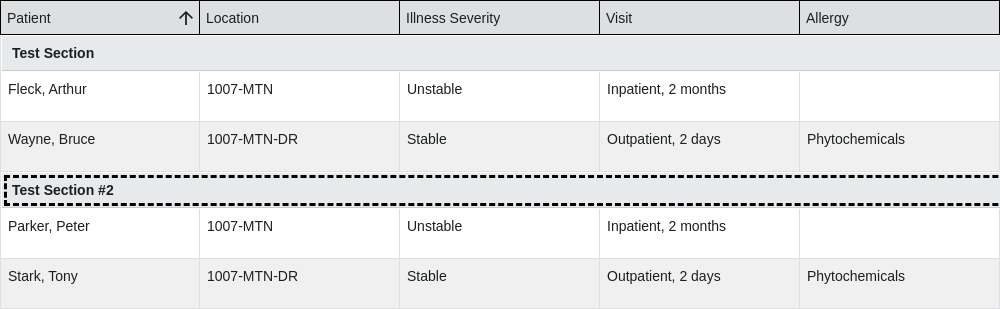 Patient Location Illness Severity Visit Allergy
Test Section
Fleck, Arthur 1007-MTN Unstable Inpatient, 2 months
Wayne, Bruce 1007-MTN-DR Stable Outpatient, 2 days Phytochemicals
Test Section #2
Parker, Peter 1007-MTN Unstable Inpatient, 2 months
Stark, Tony 1007-MTN-DR Stable Outpatient, 2 days Phytochemicals